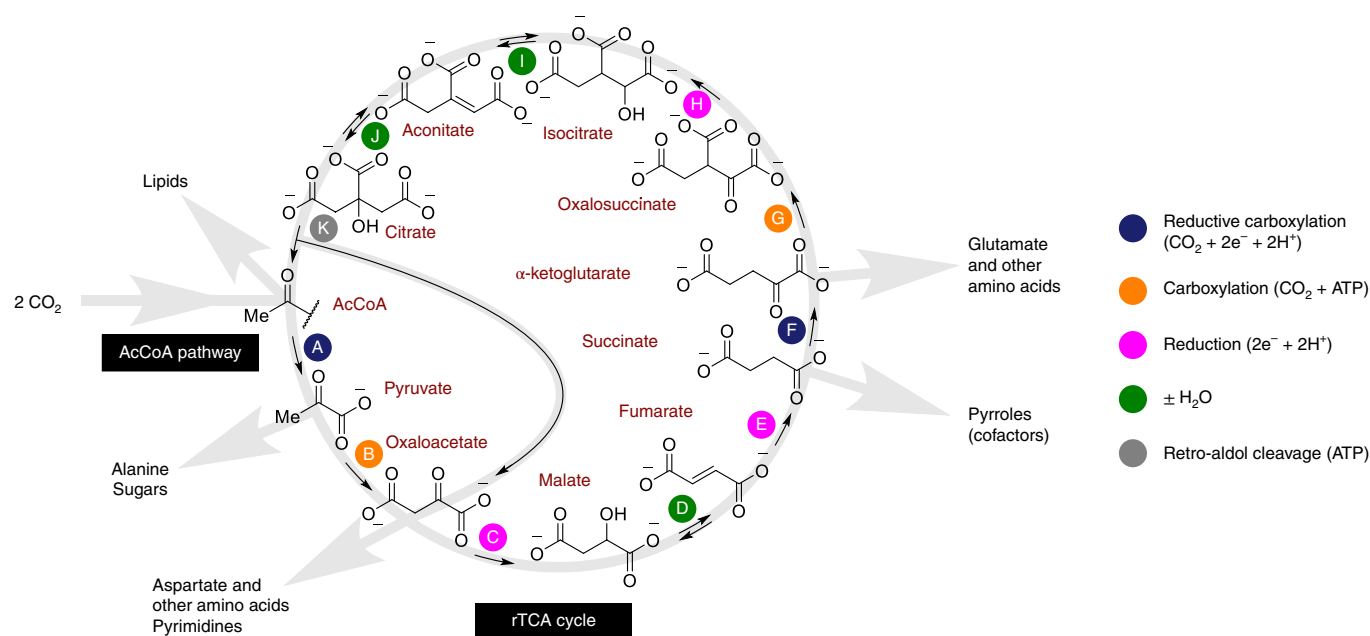 I
Aconitate
Isocitrate
H
J
Lipids
Oxalosuccinate
G
K
Citrate
α-ketoglutarate
Glutamate
and other
amino acids
2 CO₂
Me
AcCoA
AcCoA pathway
A
F
Succinate
Pyruvate
Me
Fumarate
Pyrroles
(cofactors)
E
B
Oxaloacetate
Alanine
Sugars
Malate
D
C
OH
OH
OH
Aspartate and
other amino acids
Pyrimidines
rTCA cycle
Reductive carboxylation
(CO₂ + 2e⁻ + 2H⁺)
Carboxylation (CO₂ + ATP)
Reduction (2e⁻ + 2H⁺)
± H₂O
Retro-aldol cleavage (ATP)